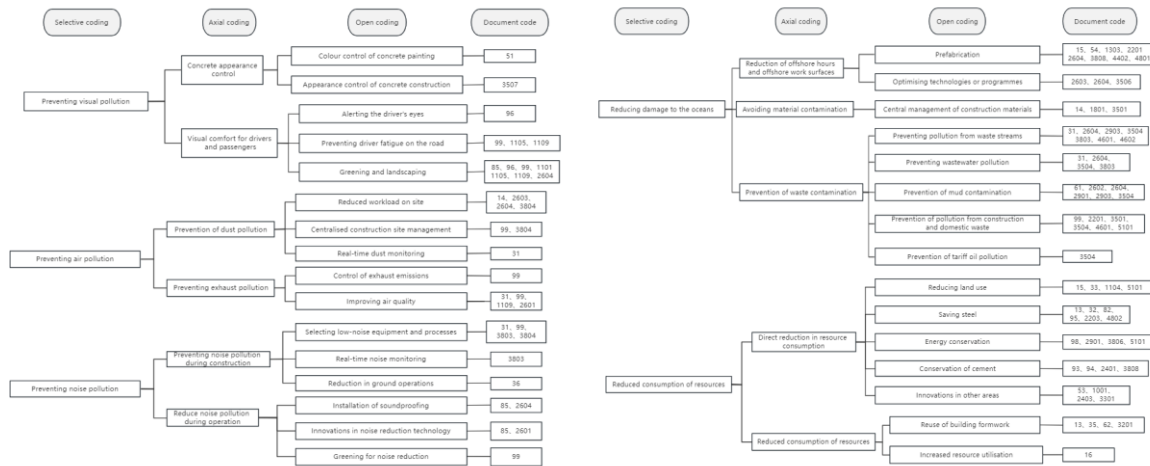 Selective coding
Axial coding
Open coding
Document code
Preventing visual pollution
Concrete appearance
control
Colour control of concrete painting
51
Appearance control of concrete construction
3507
Visual comfort for drivers
and passengers
Alerting the driver's eyes
96
Preventing driver fatigue on the road
99, 1105, 1109
Greening and landscaping
85, 96, 99, 1101
1105, 1109, 2604
Preventing air pollution
Prevention of dust pollution
Reduced workload on site
14, 2603,
2604, 3804
Centralised construction site management
99, 3804
Real-time dust monitoring
31
Preventing exhaust pollution
Control of exhaust emissions
99
Improving air quality
31, 99,
1109, 2601
Preventing noise pollution
Preventing noise pollution
during construction
Selecting low-noise equipment and processes
31, 99,
3803, 3804
Real-time noise monitoring
3803
Reduction in ground operations
36
Reduce noise pollution
during operation
Installation of soundproofing
85, 2604
Innovations in noise reduction technology
85, 2601
Greening for noise reduction
99
Selective coding
Axial coding
Open coding
Document code
Reducing damage to the oceans
Reduction of offshore hours
and offshore work surfaces
Prefabrication
15, 54, 1303, 2201
2604, 3808, 4402, 4801
Optimising technologies or programmes
2603, 2604, 3506
Avoiding material contamination
Central management of construction materials
14, 1801, 3501
Prevention of waste contamination
Preventing pollution from waste streams
31, 2604, 2903, 3504
3803, 4601, 4602
Preventing wastewater pollution
31, 2604,
3504, 3803
Prevention of mud contamination
61, 2602, 2604,
2901, 2903, 3504
Prevention of pollution from construction
and domestic waste
99, 2201, 3501,
3504, 4601, 5101
Prevention of tariff oil pollution
3504
Reduced consumption of resources
Direct reduction in resource
consumption
Reducing land use
15, 33, 1104, 5101
Saving steel
13, 32, 82,
95, 2203, 4802
Energy conservation
98, 2901, 3806, 5101
Conservation of cement
93, 94, 2401, 3808
Innovations in other areas
53, 1001,
2403, 3301
Reduced consumption of resources
Reuse of building formwork
13, 35, 62, 3201
Increased resource utilisation
16